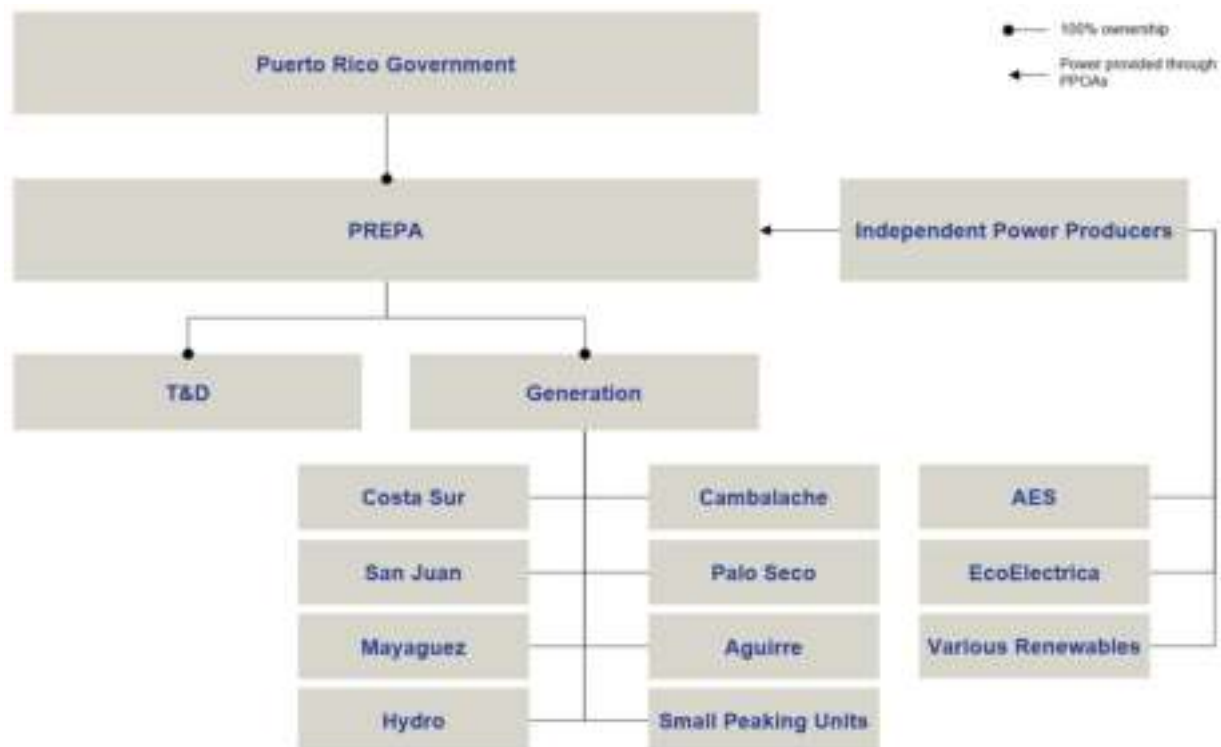 Puerto Rico Government
100% ownership
Power provided through
PPOAs
PREPA
Independent Power Producers
T&D
Generation
Costa Sur
Cambalache
AES
San Juan
Palo Seco
EcoElectrica
Mayaguez
Aguirre
Various Renewables
Hydro
Small Peaking Units